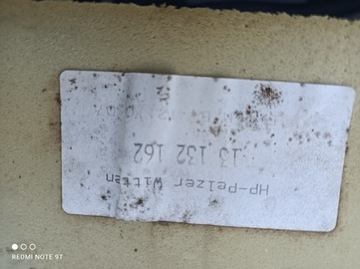 HP-Pelzer Witten
13 132 162
REDMI NOTE 9T